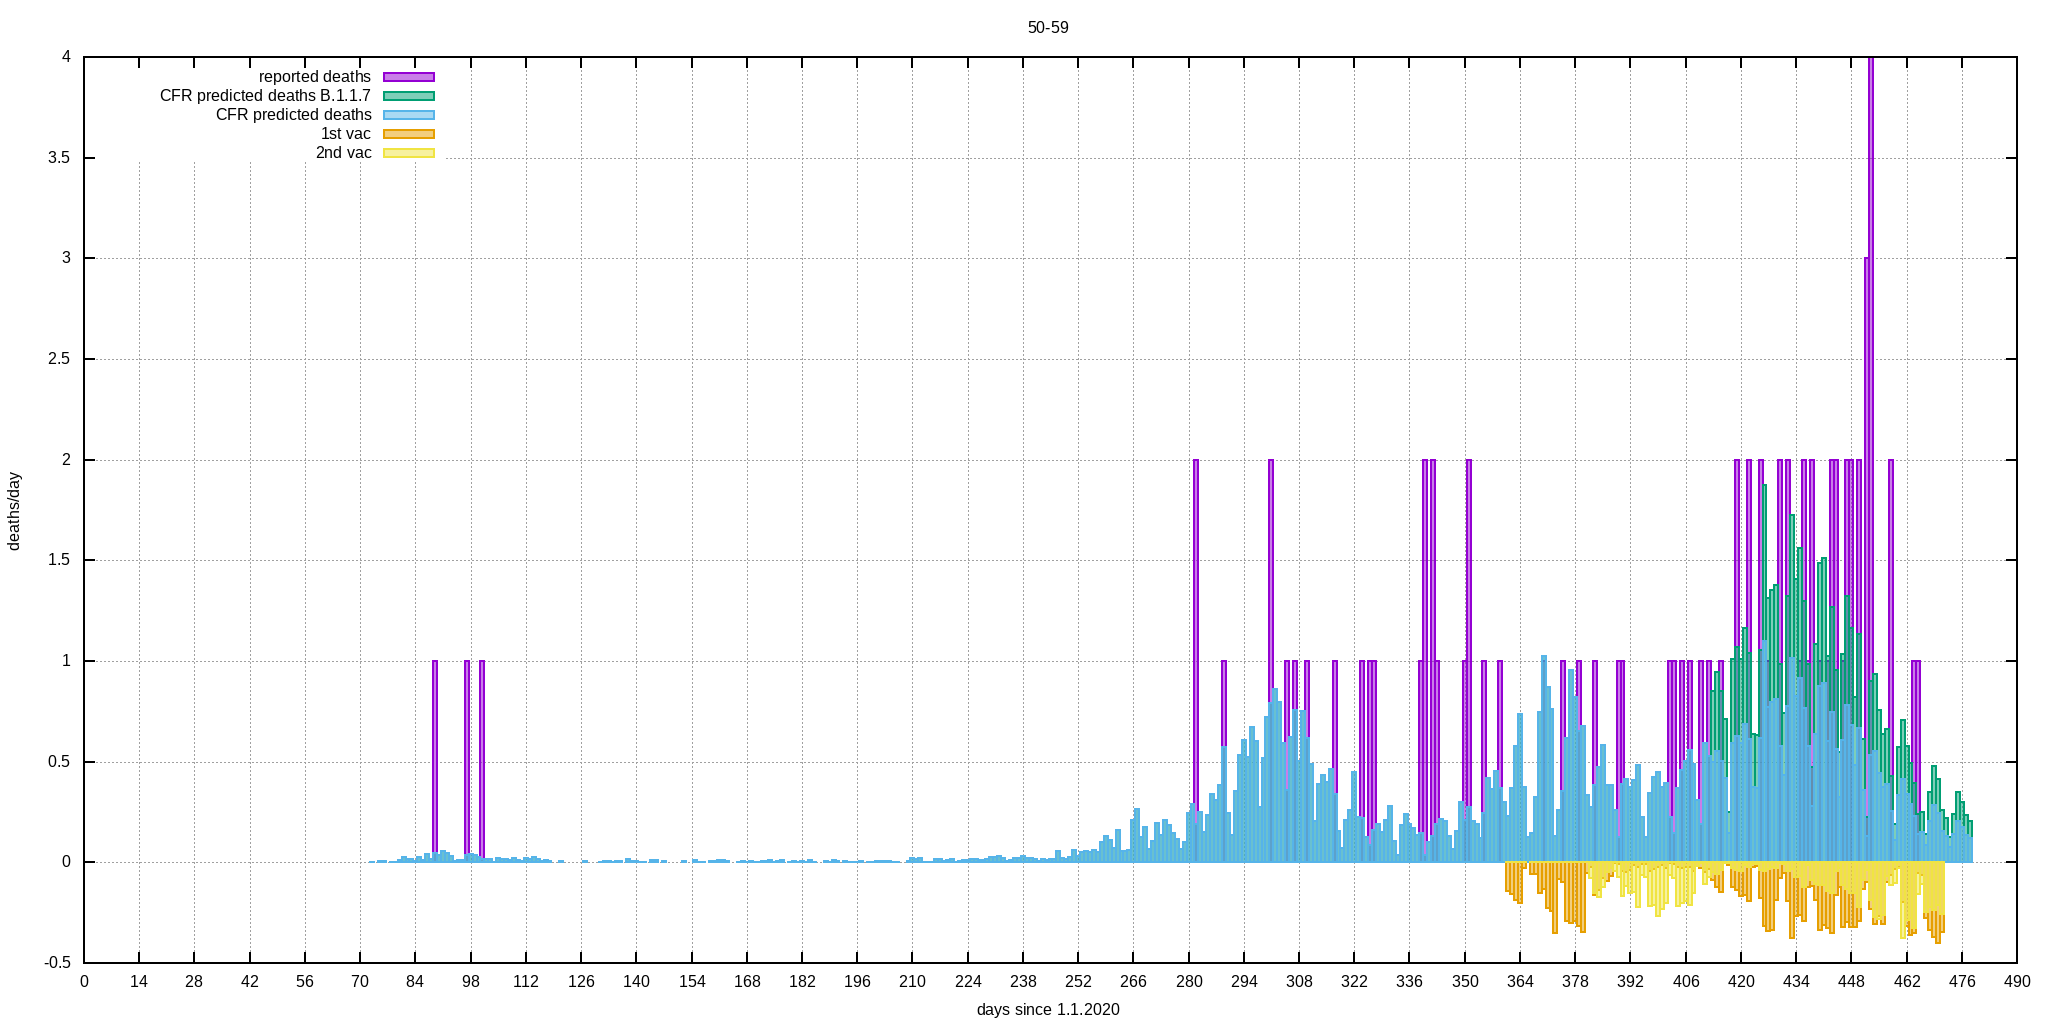 50-59
reported deaths
CFR predicted deaths B.1.1.7
CFR predicted deaths
1st vac
2nd vac
4
3.5
3
2.5
2
1.5
1
0.5
0
-0.5
deaths/day
0 14 28 42 56 70 84 98 112 126 140 154 168 182 196 210 224 238 252 266 280 294 308 322 336 350 364 378 392 406 420 434 448 462 476 490
days since 1.1.2020